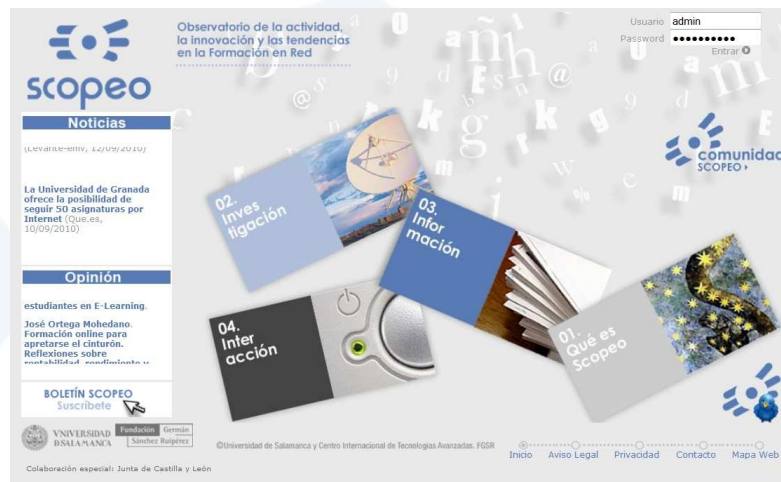 scopeo
Observatorio de la actividad,
la innovación y las tendencias
en la Formación en Red
Usuario admin
Password ●●●●●●●●●●
Entrar
Noticias
(Levante-emv, 12/09/2010)
La Universidad de Granada
ofrece la posibilidad de
seguir 50 asignaturas por
Internet (Que.es,
10/09/2010)
Opinión
estudiantes en E-Learning.
José Ortega Mohedano.
Formación online para
apretarse el cinturón.
Reflexiones sobre
rentabilidad, rendimiento y
BOLETÍN SCOPEO
Suscríbete
02.
Inves
tigación
03.
Infor
mación
04.
Inter
acción
01.
Qué es
Scopeo
comunidad
SCOPEO
VNIVERSIDAD
DSALAMANCA
Fundación Germán
Sánchez Ruipérez
©Universidad de Salamanca y Centro Internacional de Tecnologías Avanzadas. FGSR
Inicio Aviso Legal Privacidad Contacto Mapa Web
Colaboración especial: Junta de Castilla y León